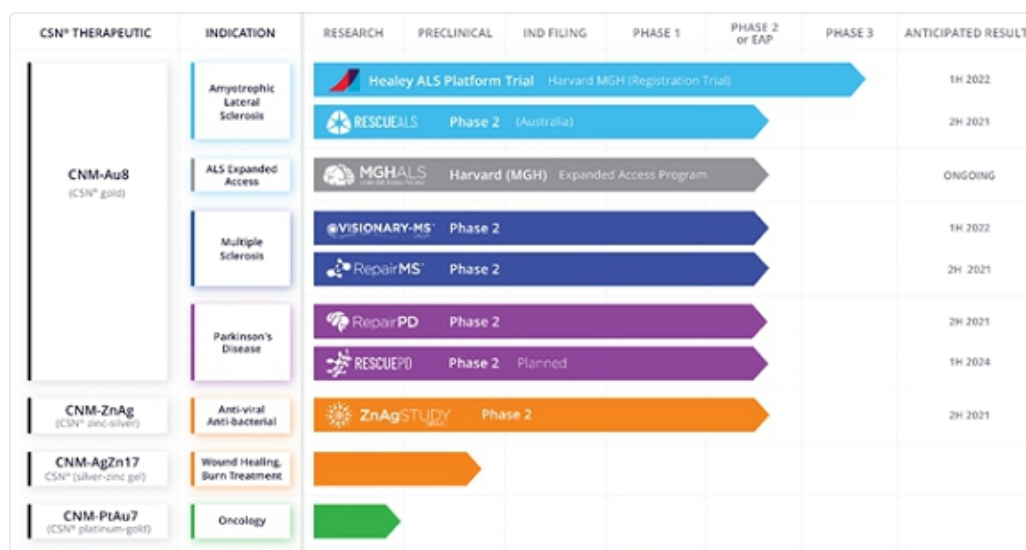 CSN® THERAPEUTIC INDICATION RESEARCH PRECLINICAL IND FILING PHASE 1 PHASE 2 or EAP PHASE 3 ANTICIPATED RESULT
CNM-Au8
(CSN® gold)
Amyotrophic
Lateral
Sclerosis
Healey ALS Platform Trial Harvard MGH (Registration Trial) 1H 2022
RESCUEALS Phase 2 (Australia) 2H 2021
ALS Expanded
Access
MGHALS Harvard (MGH) Expanded Access Program ONGOING
Multiple
Sclerosis
VISIONARY-MS™ Phase 2 1H 2022
RepairMS™ Phase 2 2H 2021
Parkinson's
Disease
RepairPD Phase 2 2H 2021
RESCUEPD Phase 2 Planned 1H 2024
CNM-ZnAg
(CSN® zinc-silver)
Anti-viral
Anti-bacterial
ZnAgSTUDY Phase 2 2H 2021
CNM-AgZn17
CSN® (silver-zinc gel)
Wound Healing,
Burn Treatment
CNM-PtAu7
(CSN® platinum-gold)
Oncology